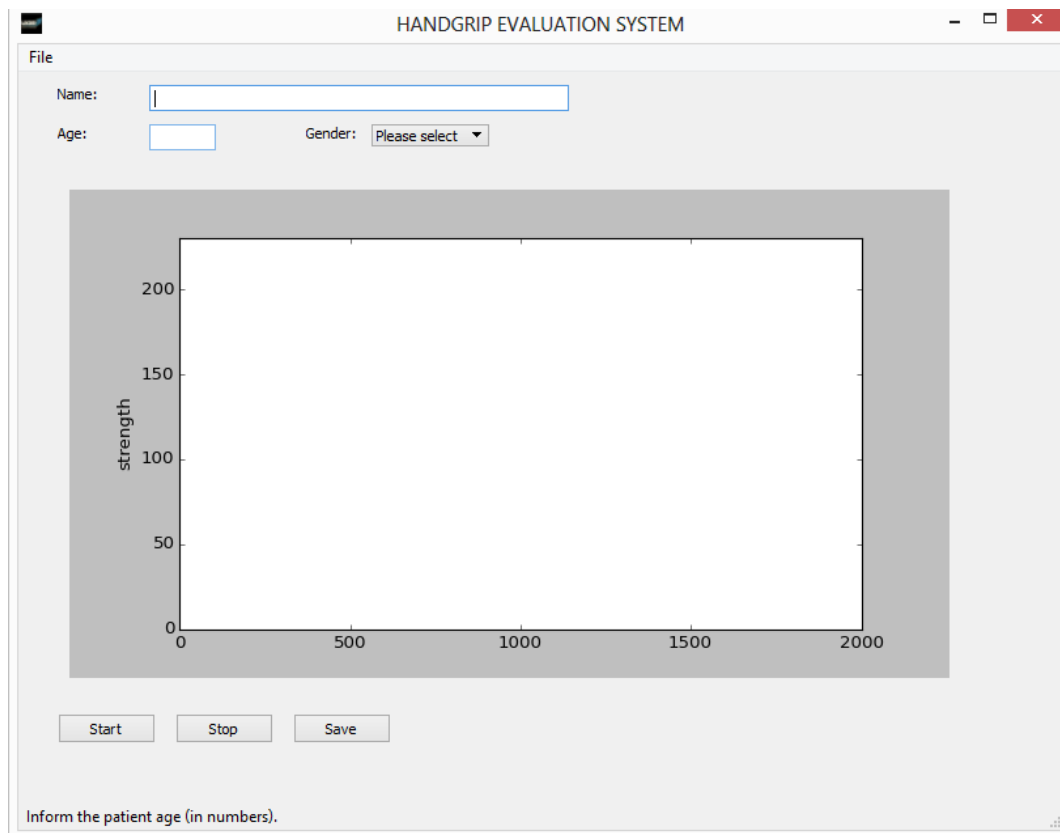 HANDGRIP EVALUATION SYSTEM
File
Name:
Age: Gender: Please select
200
150
100
50
0
strength
0 500 1000 1500 2000
Start Stop Save
Inform the patient age (in numbers).